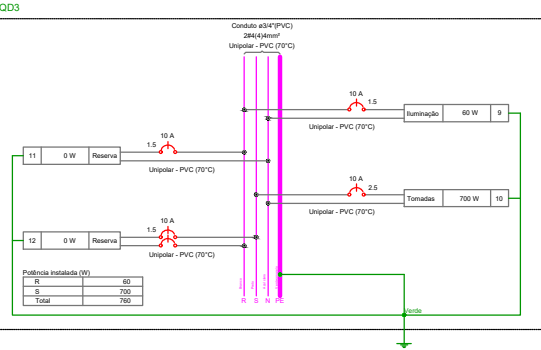 QD3
Conduto ø3/4"(PVC)
2#4(4)4mm²
Unipolar - PVC (70°C)
10 A
1.5
Iluminação 60 W 9
Unipolar - PVC (70°C)
10 A
1.5
11 0 W Reserva
Unipolar - PVC (70°C)
10 A
2.5
Tomadas 700 W 10
Unipolar - PVC (70°C)
10 A
1.5
12 0 W Reserva
Unipolar - PVC (70°C)
Potência instalada (W)
R 60
S 700
Total 760
Verde